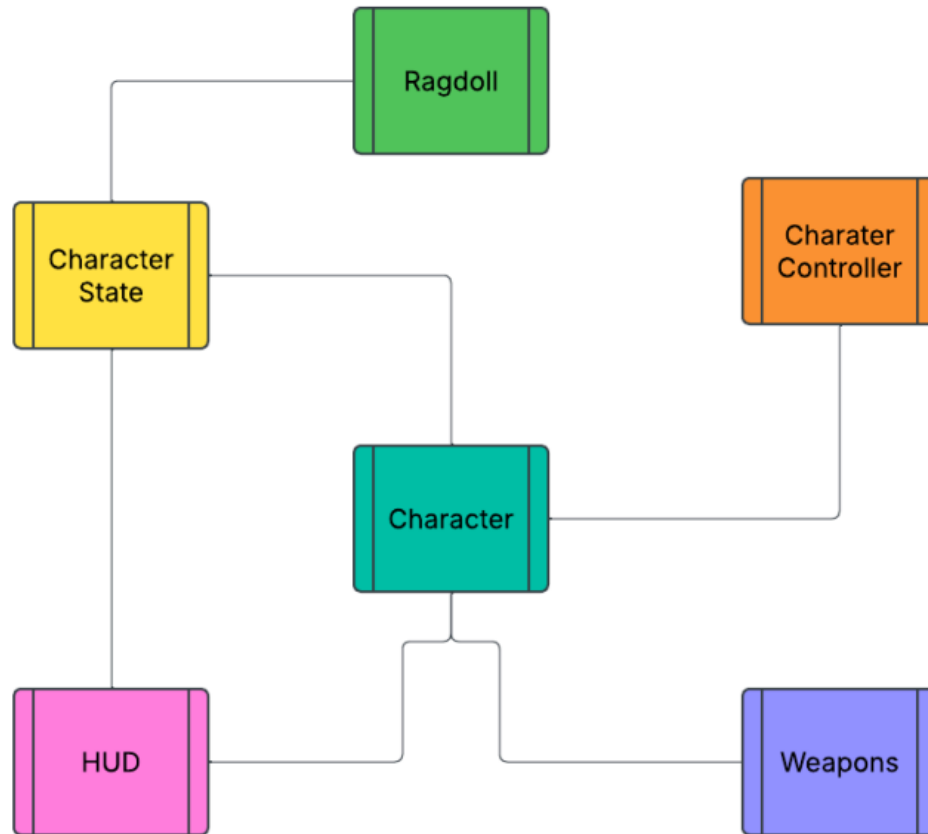 Ragdoll
Character
State
Charater
Controller
Character
HUD
Weapons